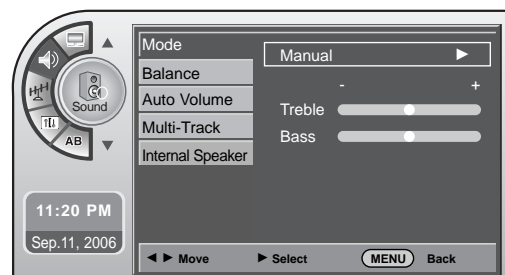 Sound
AB
11:20 PM
Sep.11, 2006
Mode
Balance
Auto Volume
Multi-Track
Internal Speaker
Manual ►
- +
Treble
Bass
◄ ► Move ► Select MENU Back